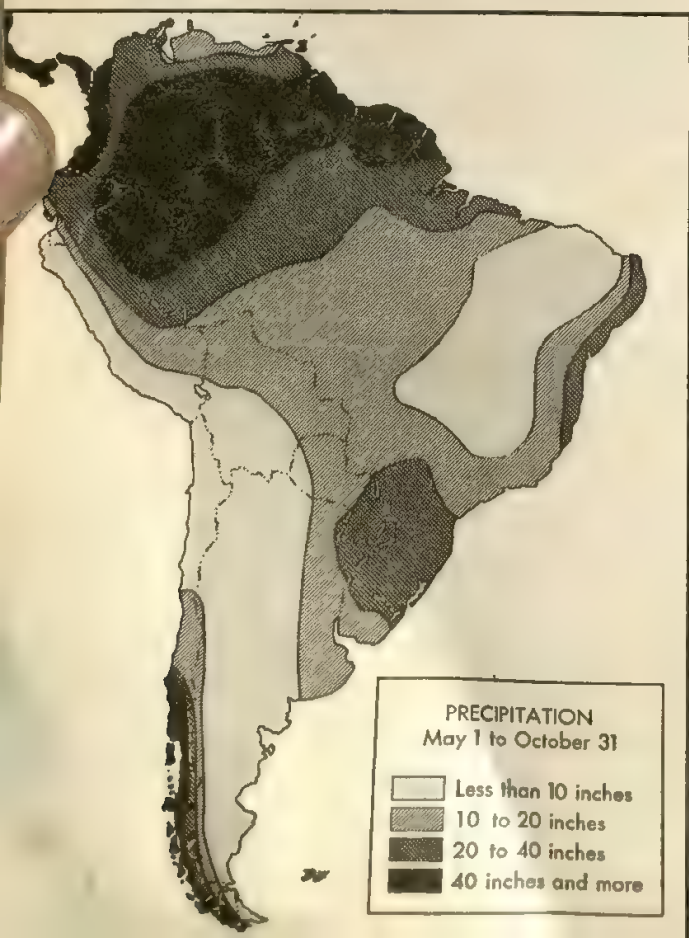 PRECIPITATION
May 1 to October 31
Less than 10 inches
10 to 20 inches
20 to 40 inches
40 inches and more